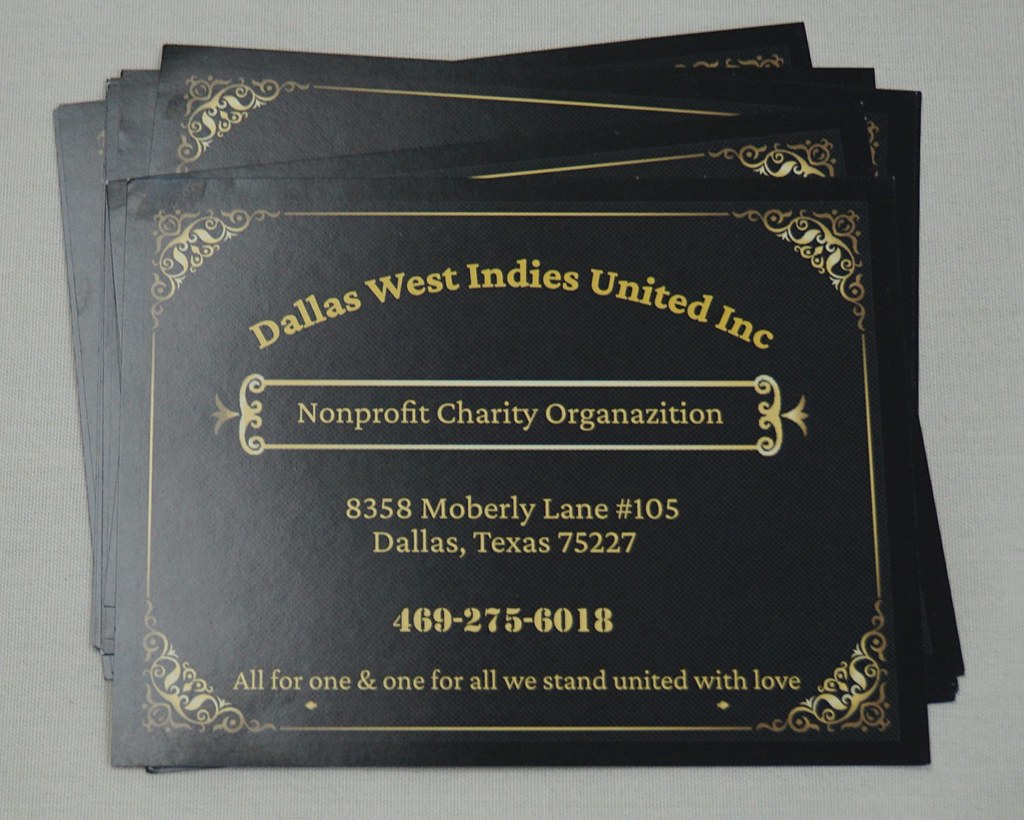 Dallas West Indies United Inc
Nonprofit Charity Organazition
8358 Moberly Lane #105
Dallas, Texas 75227
469-275-6018
All for one & one for all we stand united with love